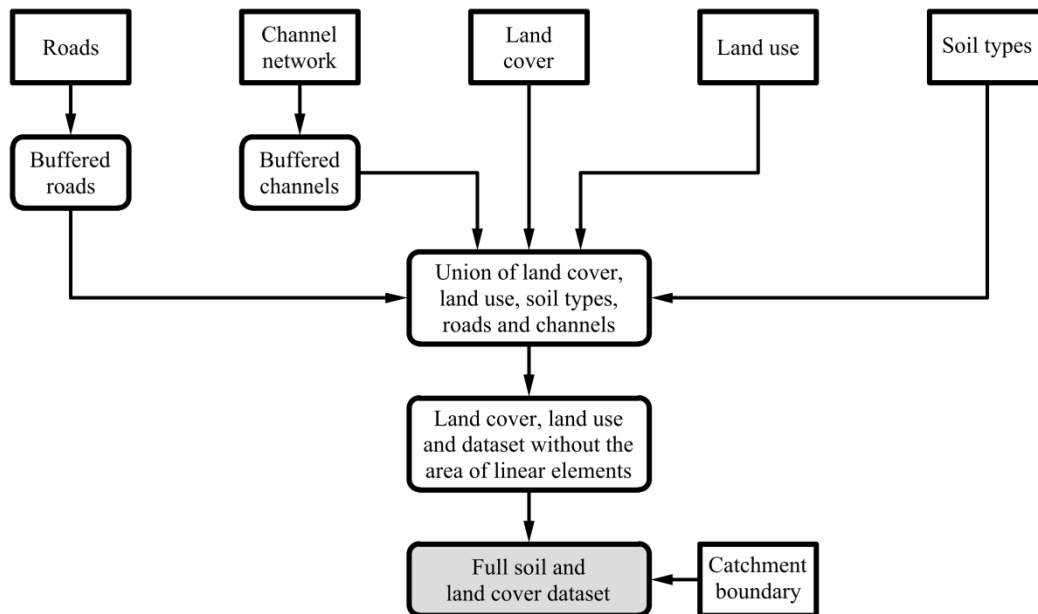 Roads
Channel
network
Land
cover
Land use
Soil types
Buffered
roads
Buffered
channels
Union of land cover,
land use, soil types,
roads and channels
Land cover, land use
and dataset without the
area of linear elements
Full soil and
land cover dataset
Catchment
boundary